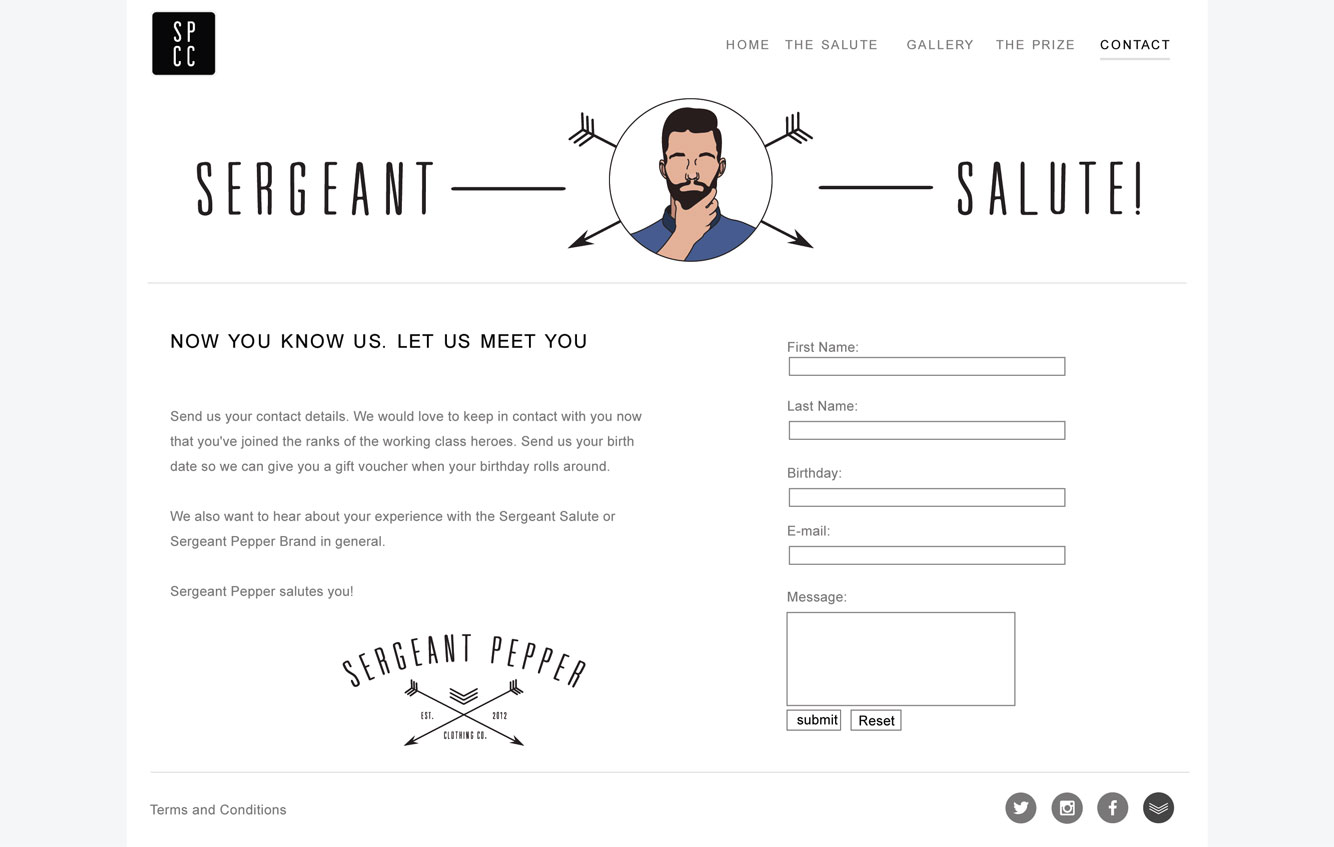 SP
CC
HOME THE SALUTE GALLERY THE PRIZE CONTACT
SERGEANT SALUTE!
NOW YOU KNOW US. LET US MEET YOU
Send us your contact details. We would love to keep in contact with you now
that you've joined the ranks of the working class heroes. Send us your birth
date so we can give you a gift voucher when your birthday rolls around.
We also want to hear about your experience with the Sergeant Salute or
Sergeant Pepper Brand in general.
Sergeant Pepper salutes you!
SERGEANT PEPPER
EST. 2012
CLOTHING CO.
First Name:
Last Name:
Birthday:
E-mail:
Message:
submit Reset
Terms and Conditions